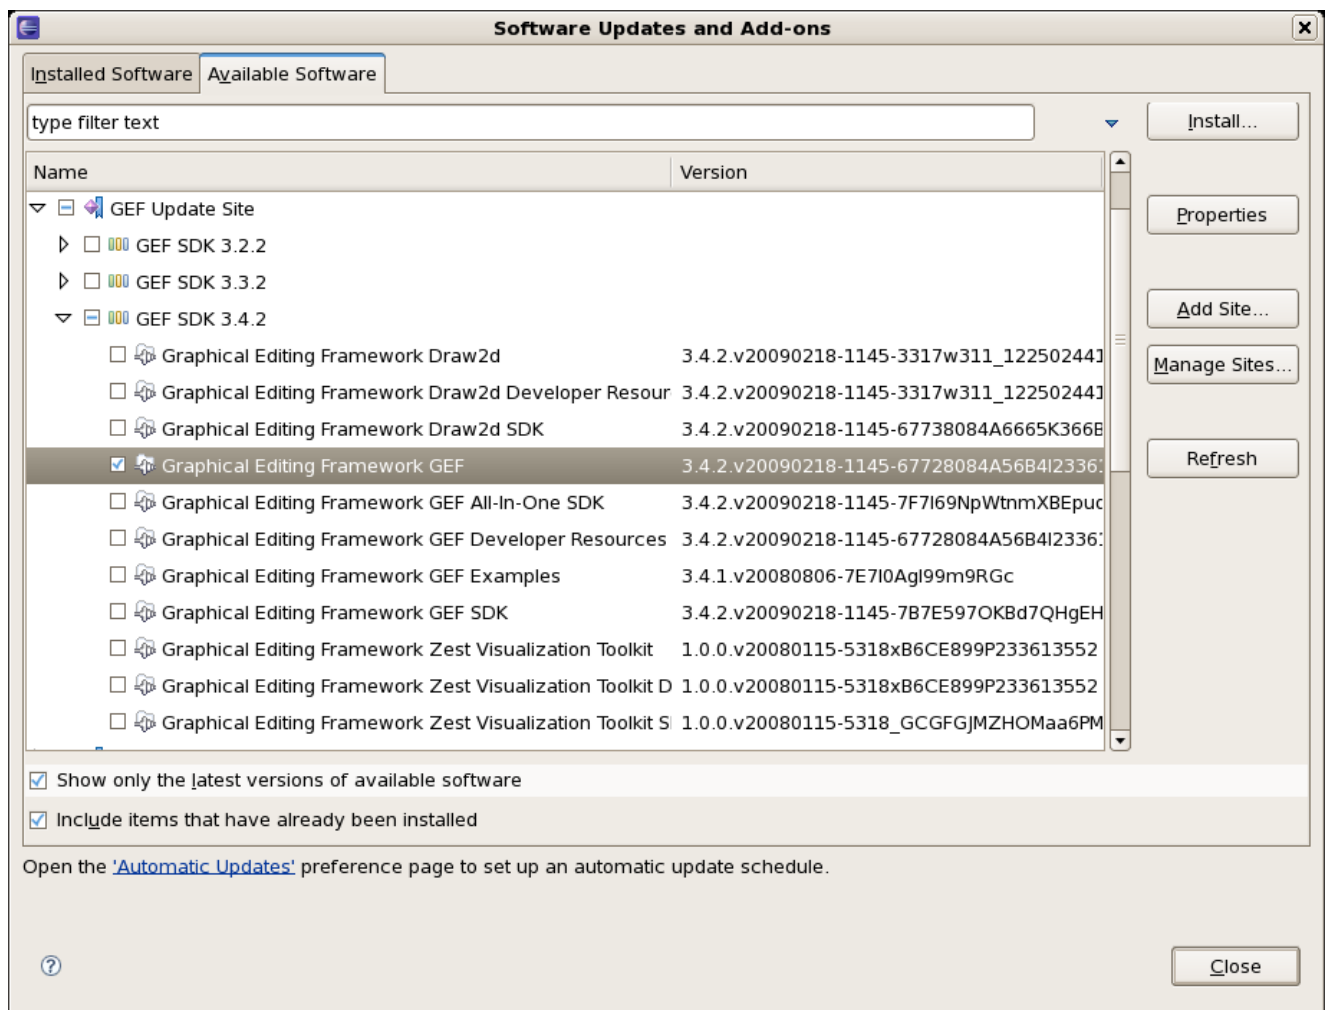 Software Updates and Add-ons
Installed Software Available Software
type filter text
Install...
Name Version
GEF Update Site
Properties
GEF SDK 3.2.2
GEF SDK 3.3.2
Add Site...
GEF SDK 3.4.2
Graphical Editing Framework Draw2d 3.4.2.v20090218-1145-3317w311_122502441
Manage Sites...
Graphical Editing Framework Draw2d Developer Resour 3.4.2.v20090218-1145-3317w311_122502441
Graphical Editing Framework Draw2d SDK 3.4.2.v20090218-1145-67738084A6665K366B
Graphical Editing Framework GEF 3.4.2.v20090218-1145-67728084A56B4I2336
Refresh
Graphical Editing Framework GEF All-In-One SDK 3.4.2.v20090218-1145-7F7I69NpWtnmXBEpuc
Graphical Editing Framework GEF Developer Resources 3.4.2.v20090218-1145-67728084A56B4I2336
Graphical Editing Framework GEF Examples 3.4.1.v20080806-7E7I0AgI99m9RGc
Graphical Editing Framework GEF SDK 3.4.2.v20090218-1145-7B7E597OKBd7QHgEH
Graphical Editing Framework Zest Visualization Toolkit 1.0.0.v20080115-5318xB6CE899P233613552
Graphical Editing Framework Zest Visualization Toolkit D 1.0.0.v20080115-5318xB6CE899P233613552
Graphical Editing Framework Zest Visualization Toolkit S 1.0.0.v20080115-5318_GCGFGJMZHOMaa6PM
Show only the latest versions of available software
Include items that have already been installed
Open the 'Automatic Updates' preference page to set up an automatic update schedule.
Close